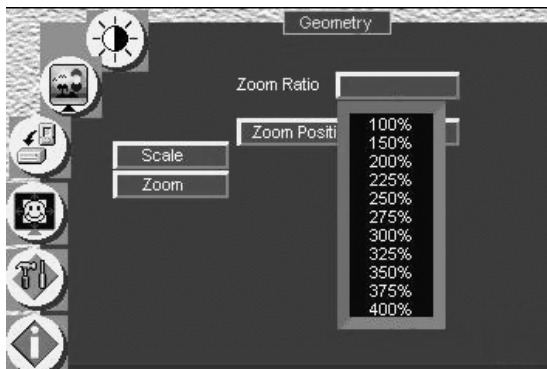 Geometry
Zoom Ratio
Zoom Positi
Scale
Zoom
100%
150%
200%
225%
250%
275%
300%
325%
350%
375%
400%
i